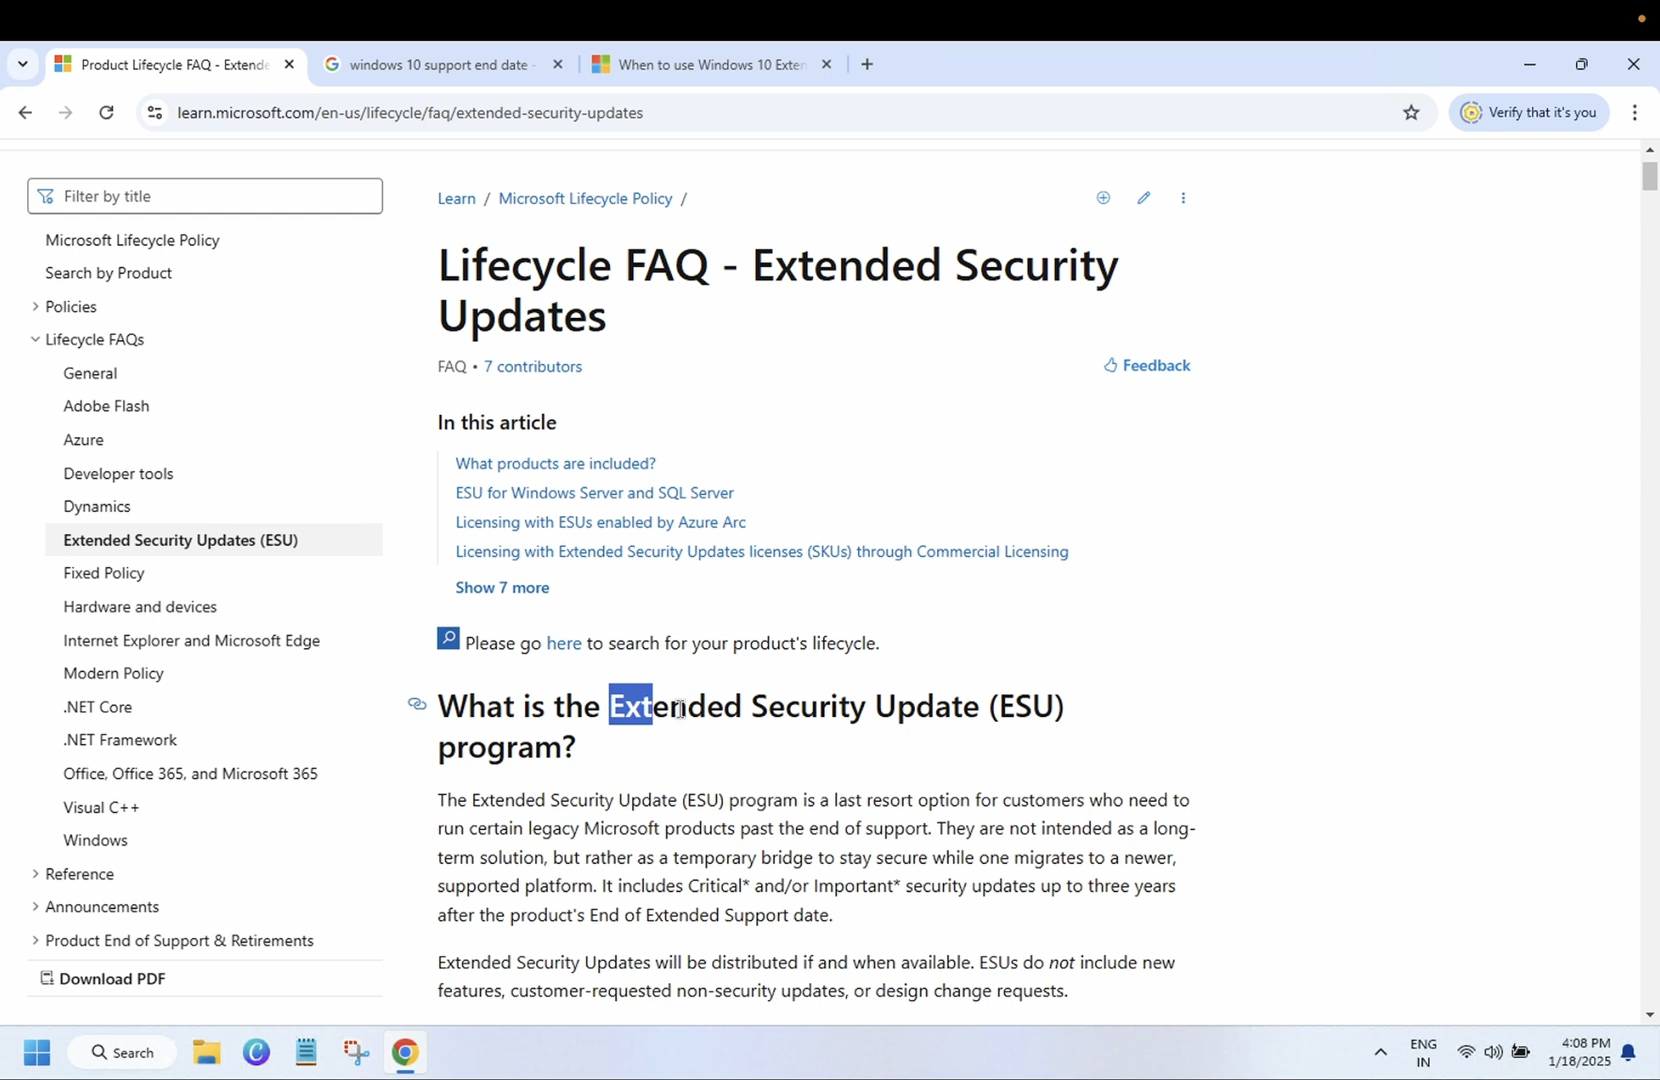 Product Lifecycle FAQ - Extende
windows 10 support end date -
When to use Windows 10 Exten
learn.microsoft.com/en-us/lifecycle/faq/extended-security-updates
Verify that it's you
Filter by title
Microsoft Lifecycle Policy
Search by Product
Policies
Lifecycle FAQs
General
Adobe Flash
Azure
Developer tools
Dynamics
Extended Security Updates (ESU)
Fixed Policy
Hardware and devices
Internet Explorer and Microsoft Edge
Modern Policy
.NET Core
.NET Framework
Office, Office 365, and Microsoft 365
Visual C++
Windows
Reference
Announcements
Product End of Support & Retirements
Download PDF
Learn / Microsoft Lifecycle Policy /
Lifecycle FAQ - Extended Security
Updates
FAQ • 7 contributors
Feedback
In this article
What products are included?
ESU for Windows Server and SQL Server
Licensing with ESUs enabled by Azure Arc
Licensing with Extended Security Updates licenses (SKUs) through Commercial Licensing
Show 7 more
Please go here to search for your product's lifecycle.
What is the Extended Security Update (ESU)
program?
The Extended Security Update (ESU) program is a last resort option for customers who need to
run certain legacy Microsoft products past the end of support. They are not intended as a long-
term solution, but rather as a temporary bridge to stay secure while one migrates to a newer,
supported platform. It includes Critical* and/or Important* security updates up to three years
after the product's End of Extended Support date.
Extended Security Updates will be distributed if and when available. ESUs do not include new
features, customer-requested non-security updates, or design change requests.
Search
ENG
IN
4:08 PM
1/18/2025